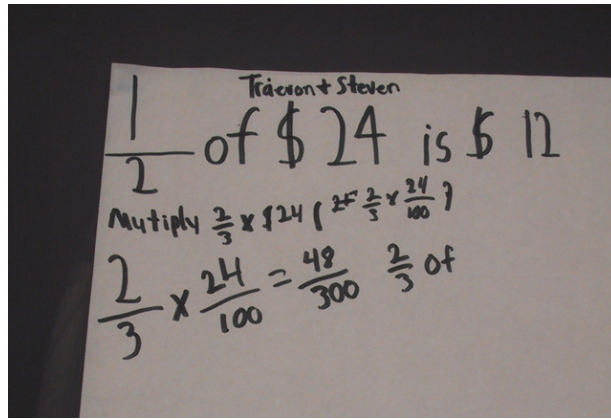 Traevon + Steven
1/2 of $ 24 is $ 12
Mutiply 2/3 x $24 ( 2/3 x 24/100 )
2/3 x 24/100 = 48/300 2/3 of